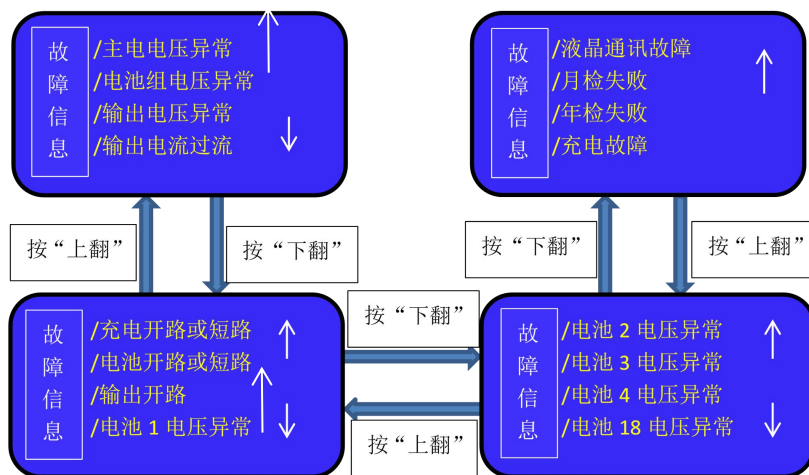 故障信息
/主电电压异常
/电池组电压异常
/输出电压异常
/输出电流过流
故障信息
/液晶通讯故障
/月检失败
/年检失败
/充电故障
按“上翻”
按“下翻”
按“下翻”
按“上翻”
故障信息
/充电开路或短路
/电池开路或短路
/输出开路
/电池 1 电压异常
按“下翻”
按“上翻”
故障信息
/电池 2 电压异常
/电池 3 电压异常
/电池 4 电压异常
/电池 18 电压异常